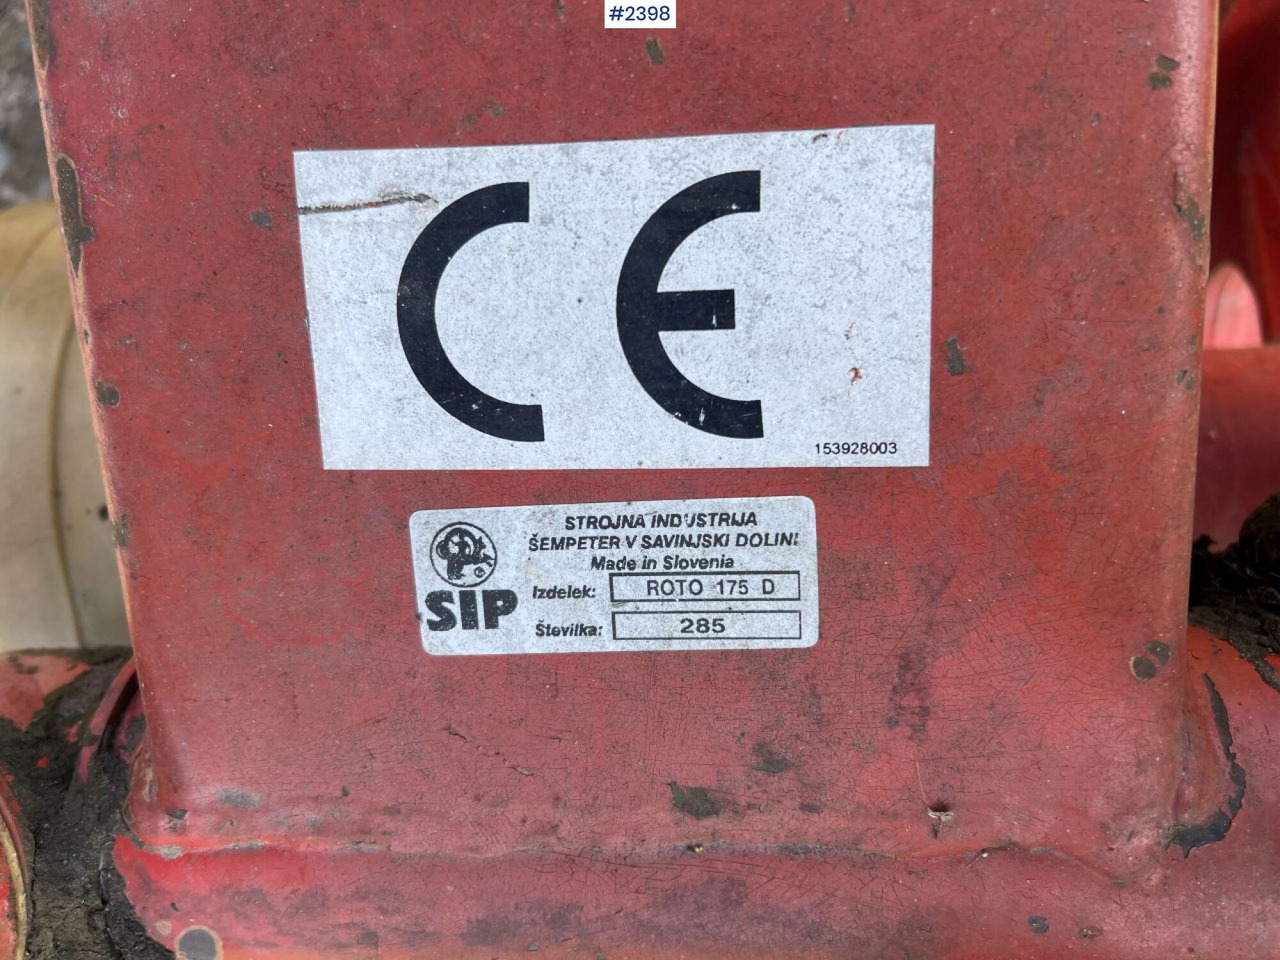 #2398
CE
153928003
STROJNA INDUSTRIJA
ŠEMPETER V SAVINJSKI DOLINI
Made in Slovenia
SIP
Izdelek: ROTO 175 D
Številka: 285